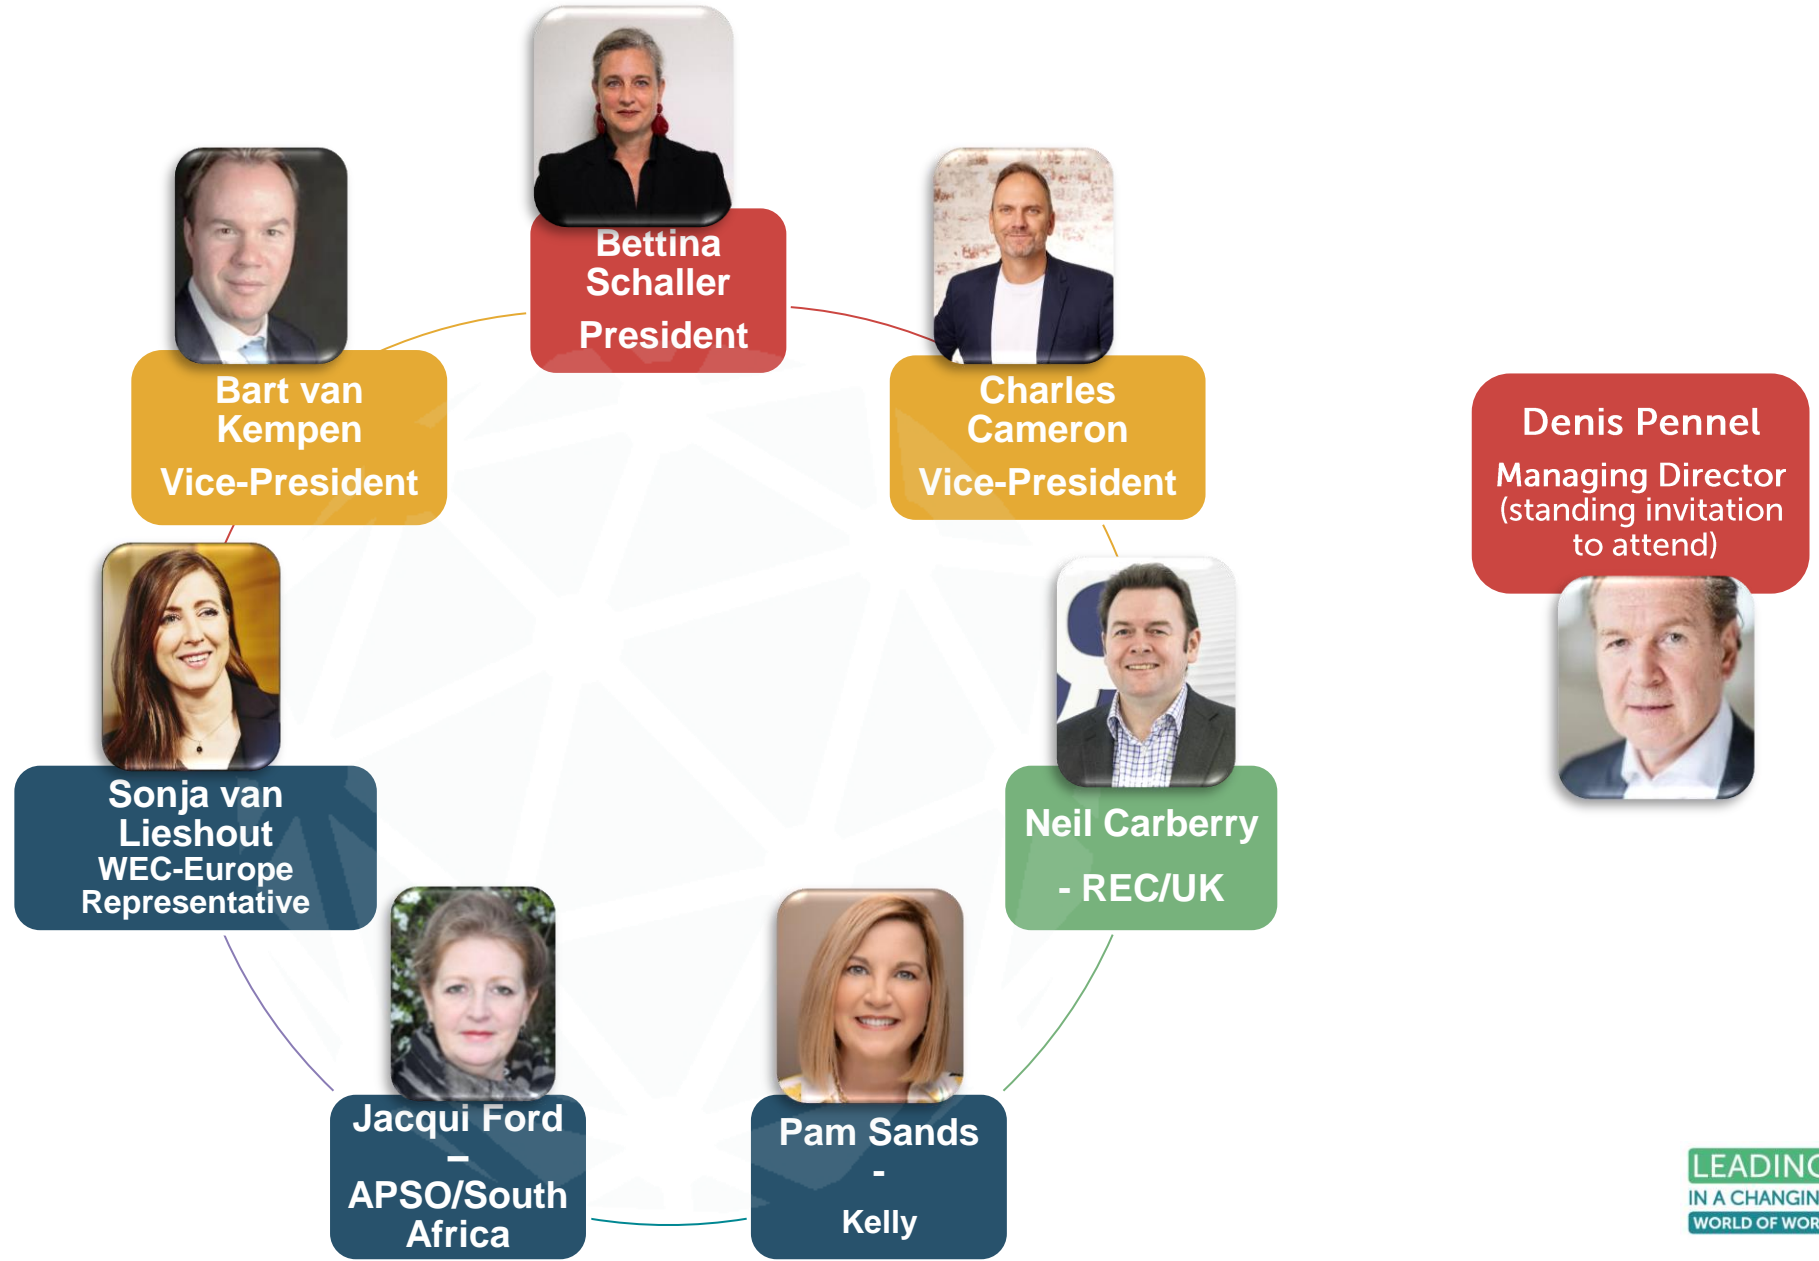 Bettina
Schaller
President
Bart van
Kempen
Vice-President
Charles
Cameron
Vice-President
Denis Pennel
Managing Director
(standing invitation
to attend)
Sonja van
Lieshout
WEC-Europe
Representative
Neil Carberry
- REC/UK
Jacqui Ford
–
APSO/South
Africa
Pam Sands
-
Kelly
LEADING
IN A CHANGIN
WORLD OF WOR